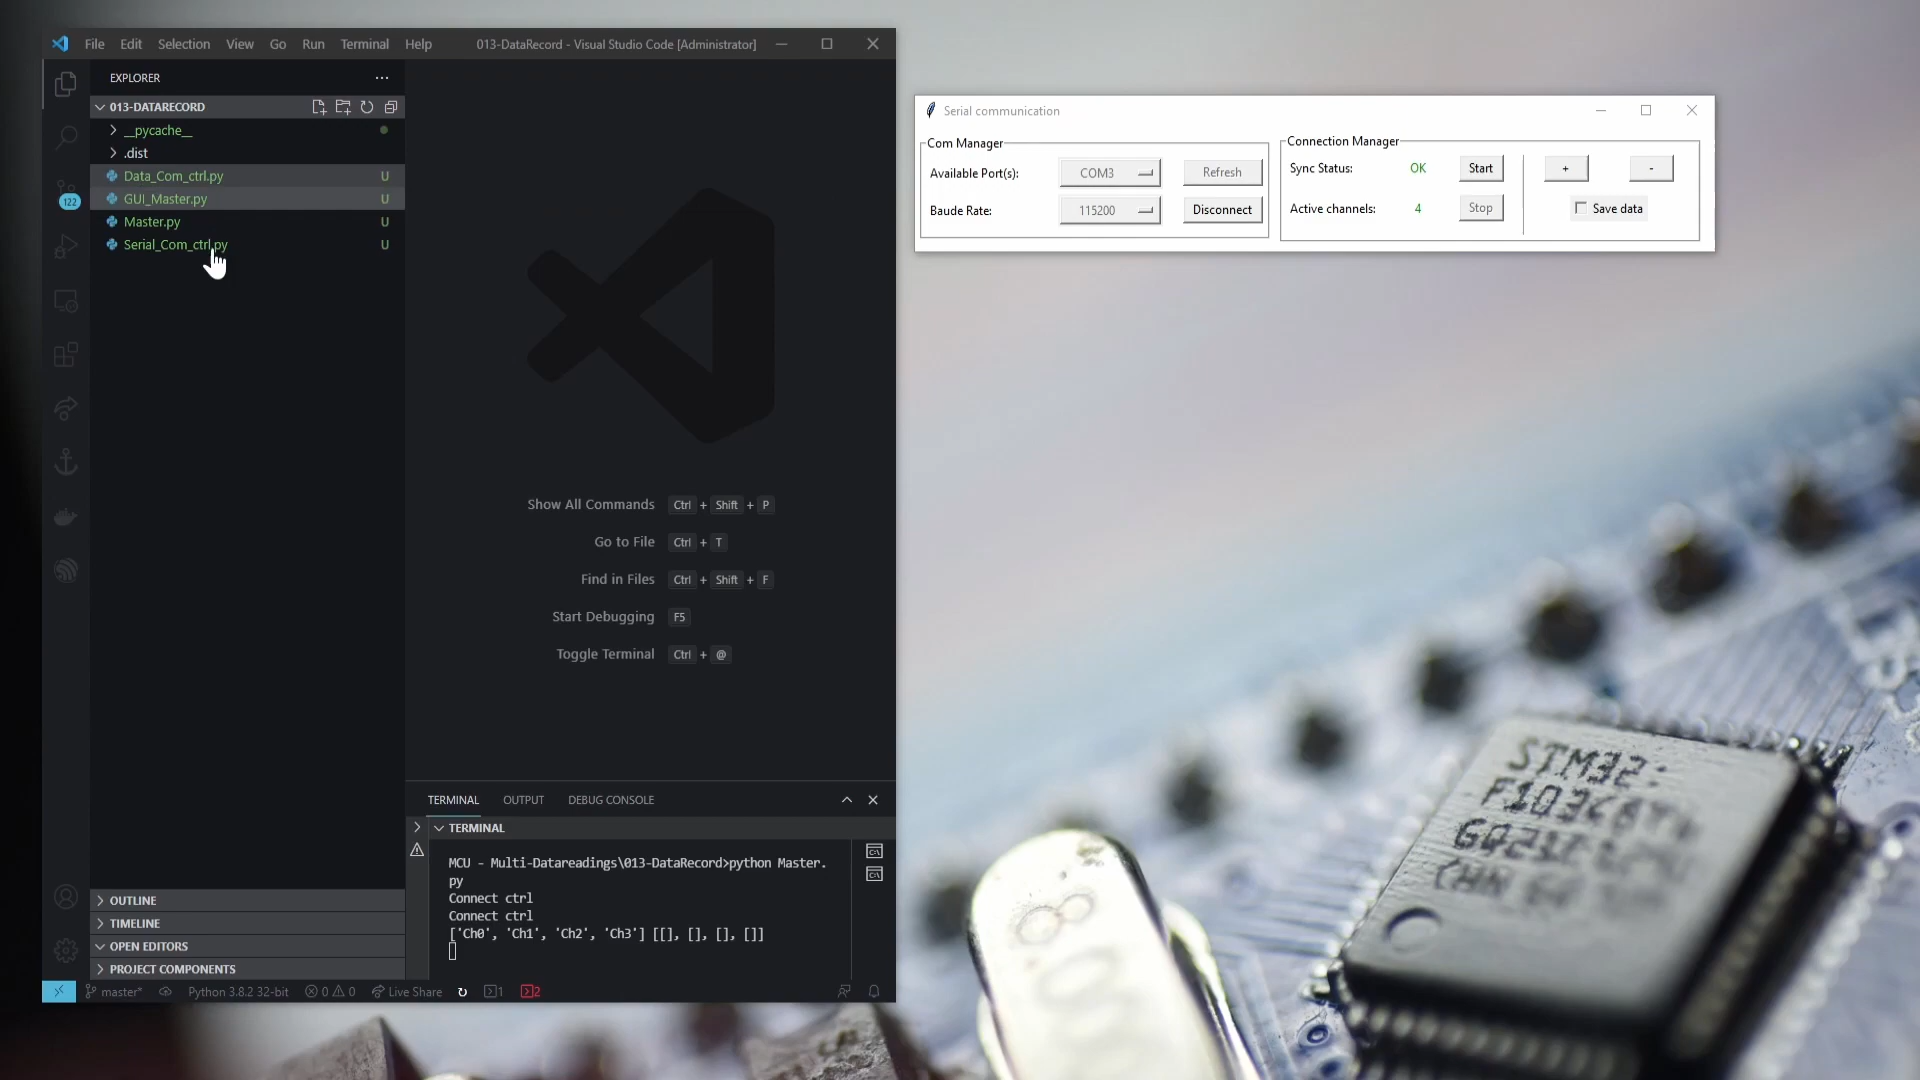 File Edit Selection View Go Run Terminal Help 013-DataRecord - Visual Studio Code [Administrator]
EXPLORER
013-DATARECORD
__pycache__
.dist
Data_Com_ctrl.py U
GUI_Master.py U
Master.py U
Serial_Com_ctrl.py U
122
Show All Commands Ctrl + Shift + P
Go to File Ctrl + T
Find in Files Ctrl + Shift + F
Start Debugging F5
Toggle Terminal Ctrl + @
TERMINAL OUTPUT DEBUG CONSOLE
TERMINAL
MCU - Multi-Datareadings\013-DataRecord>python Master.
py
Connect ctrl
Connect ctrl
['Ch0', 'Ch1', 'Ch2', 'Ch3'] [[], [], [], []]
OUTLINE
TIMELINE
OPEN EDITORS
PROJECT COMPONENTS
master* Python 3.8.2 32-bit 0 0 Live Share 1 2
Serial communication
Com Manager
Available Port(s): COM3 Refresh
Baude Rate: 115200 Disconnect
Connection Manager
Sync Status: OK Start + -
Active channels: 4 Stop Save data
STM32